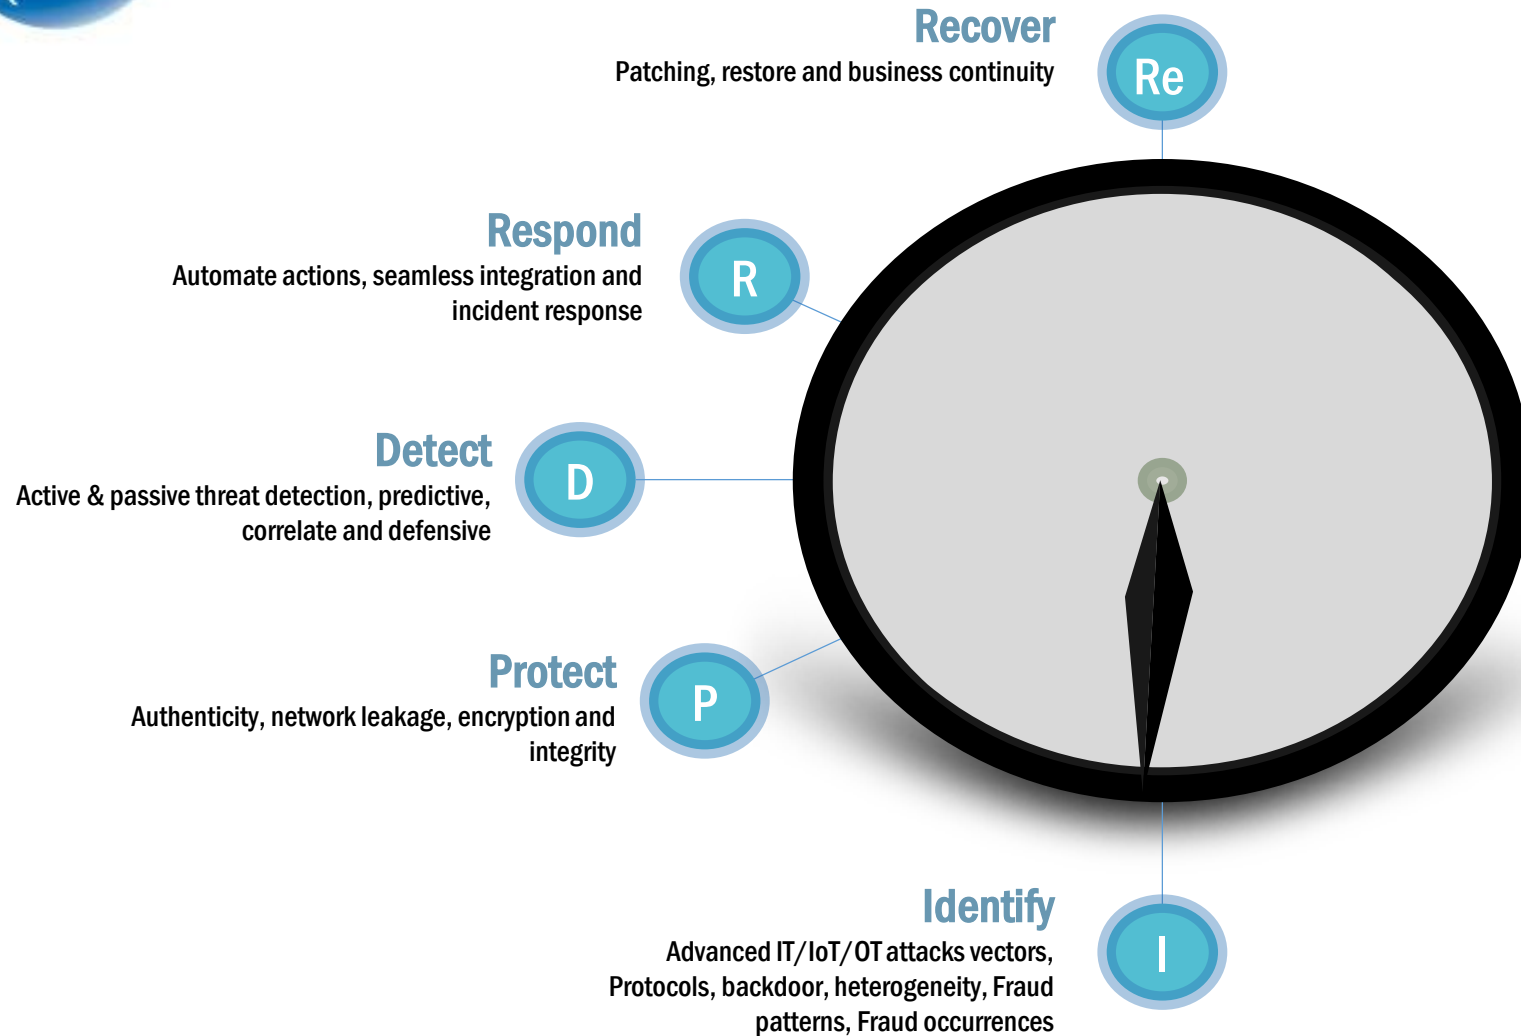 Recover
Patching, restore and business continuity
Re
Respond
Automate actions, seamless integration and
incident response
R
Detect
Active & passive threat detection, predictive,
correlate and defensive
D
Protect
Authenticity, network leakage, encryption and
integrity
P
Identify
Advanced IT/IoT/OT attacks vectors,
Protocols, backdoor, heterogeneity, Fraud
patterns, Fraud occurrences
I